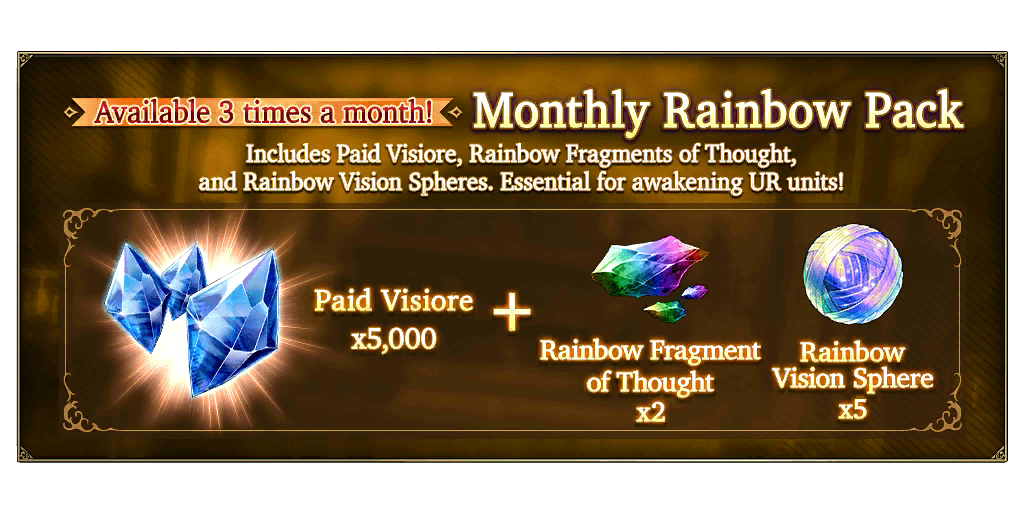 Available 3 times a month!
Monthly Rainbow Pack
Includes Paid Visiore, Rainbow Fragments of Thought,
and Rainbow Vision Spheres. Essential for awakening UR units!
Paid Visiore
x5,000
+
Rainbow Fragment
of Thought
x2
Rainbow
Vision Sphere
x5